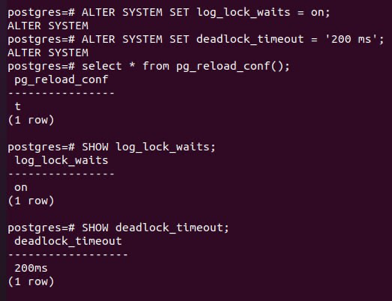 postgres=# ALTER SYSTEM SET log_lock_waits = on;
ALTER SYSTEM
postgres=# ALTER SYSTEM SET deadlock_timeout = '200 ms';
ALTER SYSTEM
postgres=# select * from pg_reload_conf();
 pg_reload_conf
----------------
 t
(1 row)

postgres=# SHOW log_lock_waits;
 log_lock_waits
----------------
 on
(1 row)

postgres=# SHOW deadlock_timeout;
 deadlock_timeout
------------------
 200ms
(1 row)